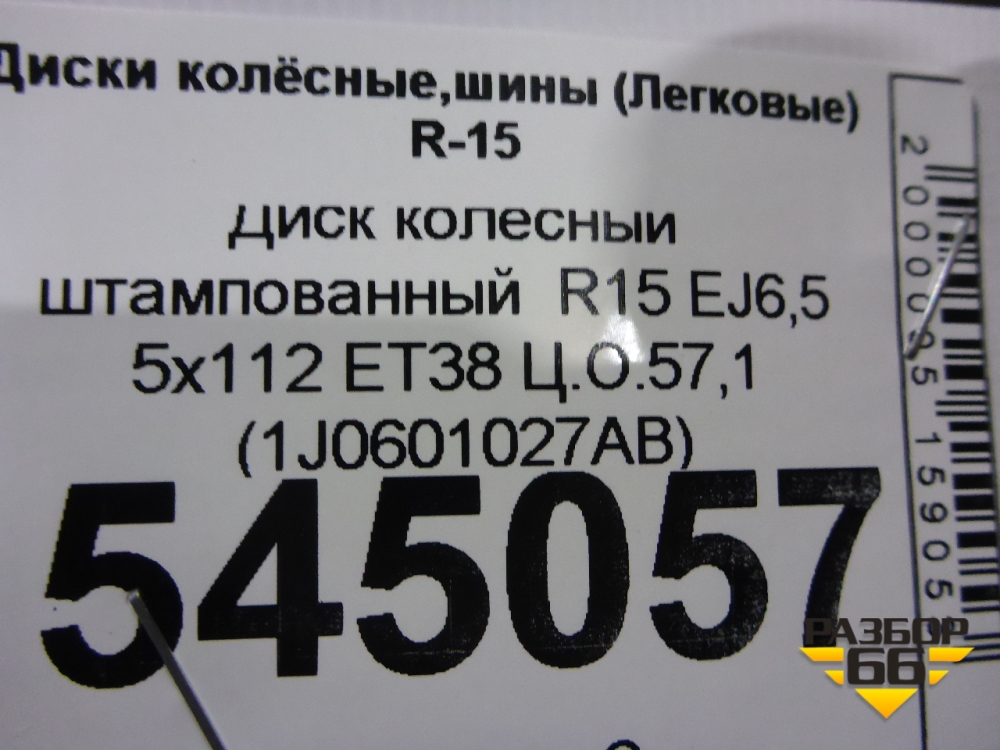 Диски колёсные,шины (Легковые)
R-15
диск колесный
штампованный R15 EJ6,5
5x112 ET38 Ц.О.57,1
(1J0601027AB)
545057
РАЗБОР
66